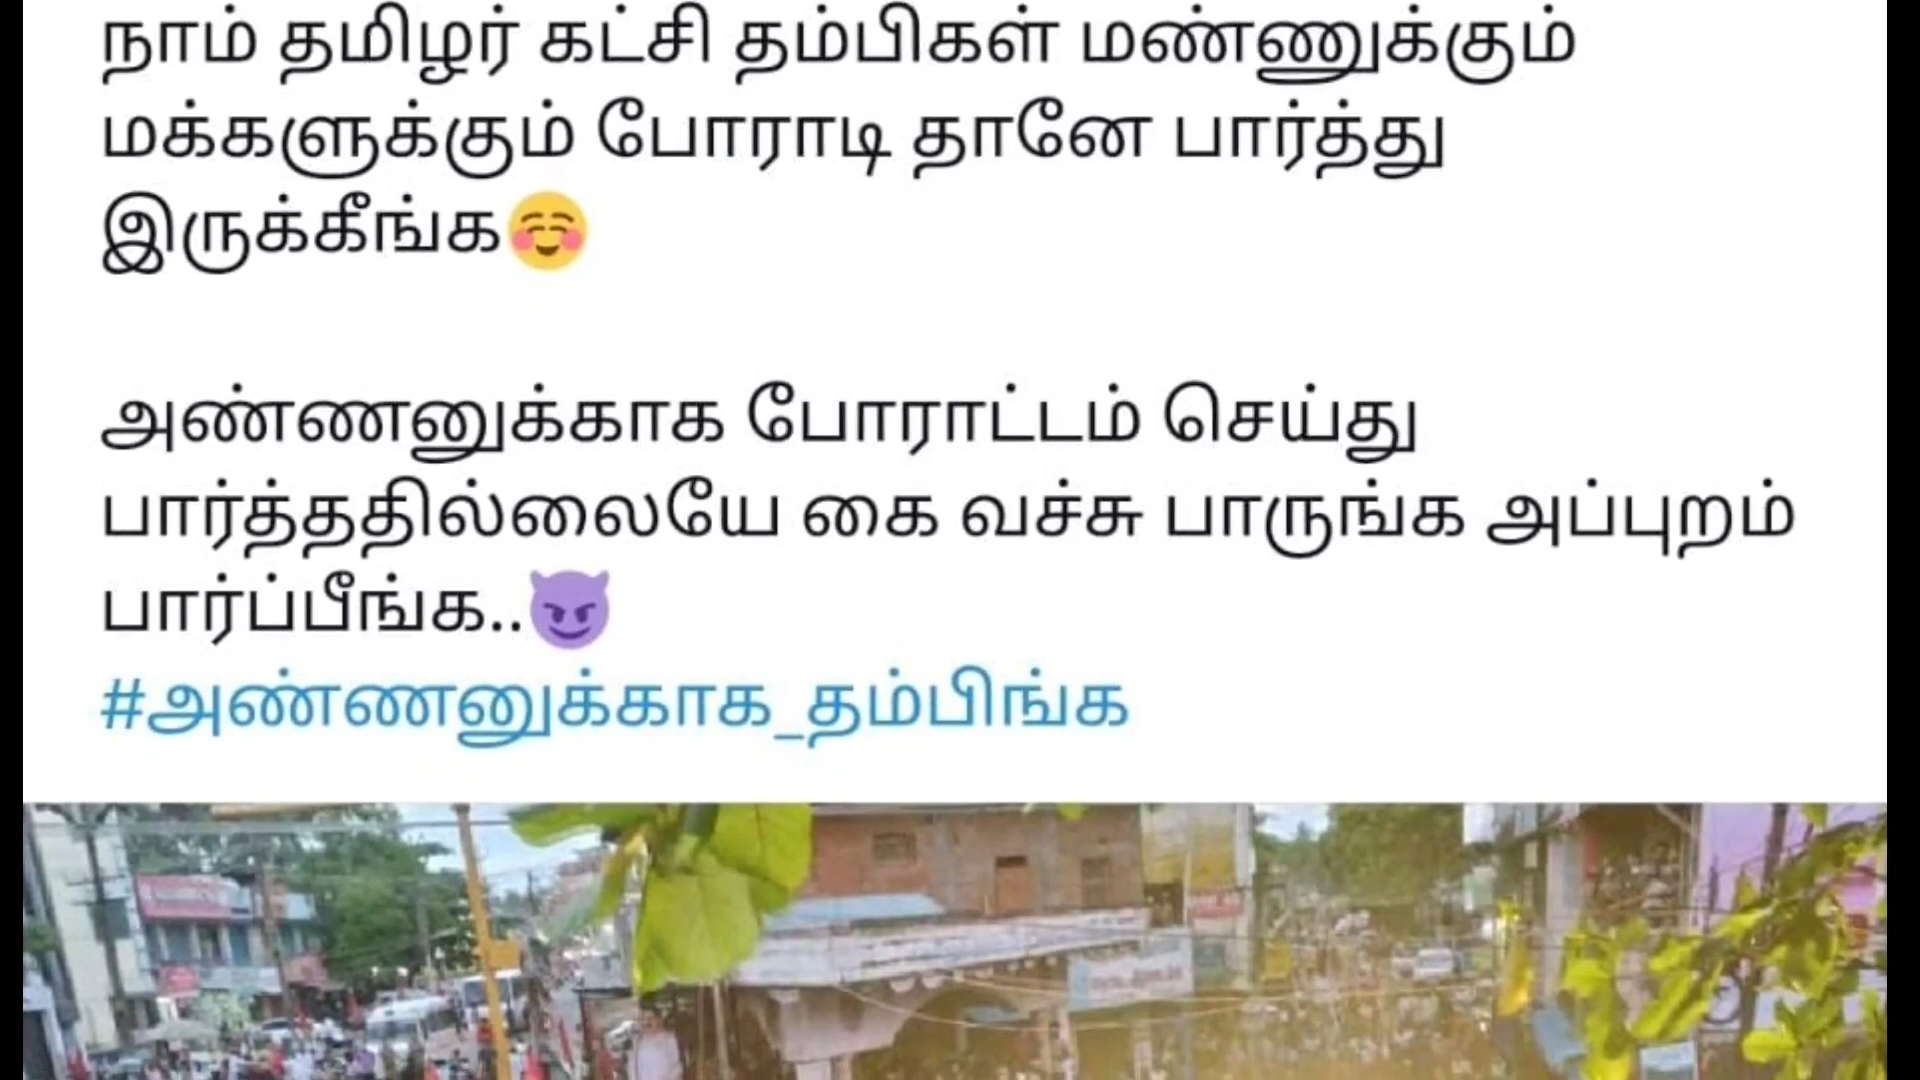 நாம் தமிழர் கட்சி தம்பிகள் மண்ணுக்கும்
மக்களுக்கும் போராடி தானே பார்த்து
இருக்கீங்க☺️
அண்ணனுக்காக போராட்டம் செய்து
பார்த்ததில்லையே கை வச்சு பாருங்க அப்புறம்
பார்ப்பீங்க..😈
#அண்ணனுக்காக_தம்பிங்க